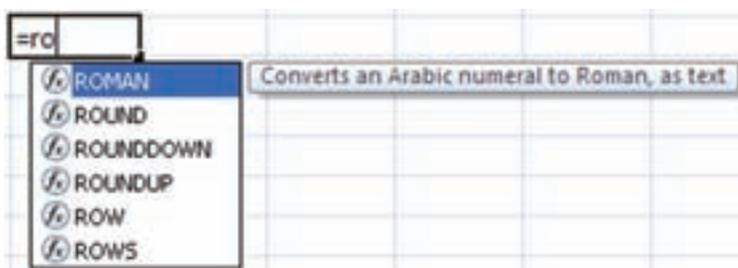 =ro
ROMAN Converts an Arabic numeral to Roman, as text
ROUND
ROUNDDOWN
ROUNDUP
ROW
ROWS